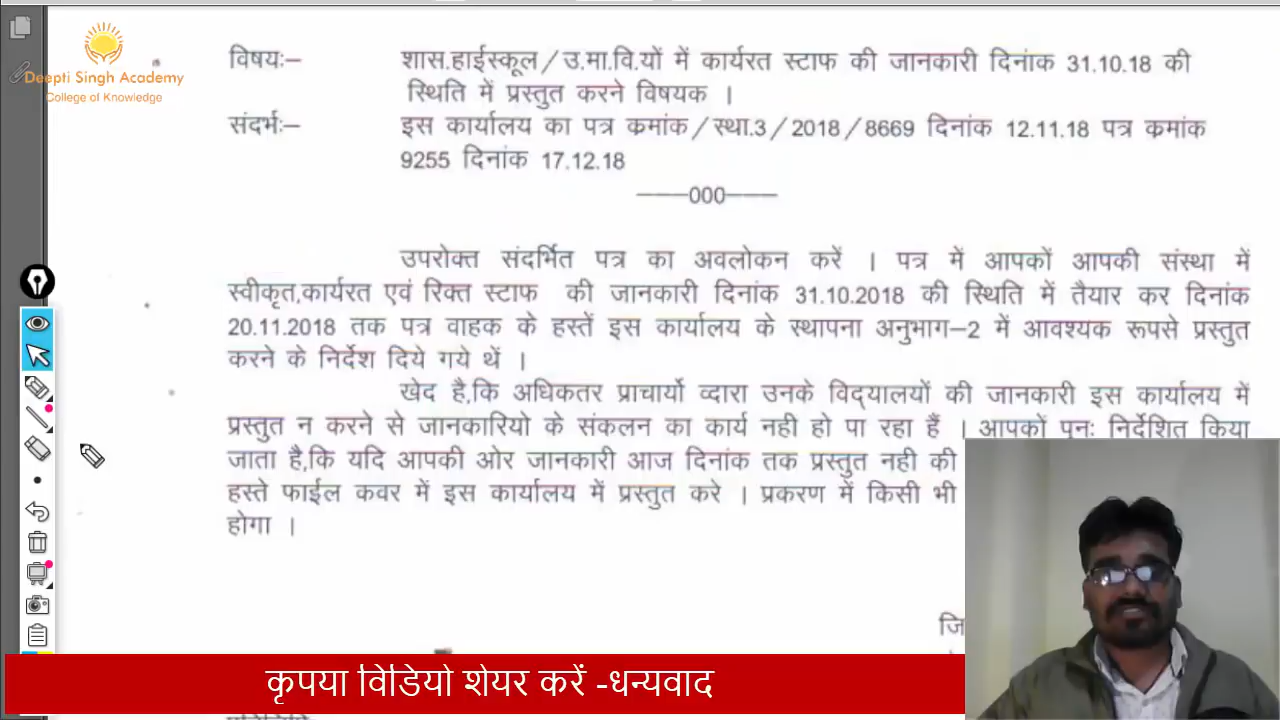 Deepti Singh Academy
College of Knowledge
विषयः– शास.हाईस्कूल/उ.मा.वि.यों में कार्यरत स्टाफ की जानकारी दिनांक 31.10.18 की
स्थिति में प्रस्तुत करने विषयक ।
संदर्भः– इस कार्यालय का पत्र क्रमांक/स्था.3/2018/8669 दिनांक 12.11.18 पत्र क्रमांक
9255 दिनांक 17.12.18
——000——
उपरोक्त संदर्भित पत्र का अवलोकन करें । पत्र में आपकों आपकी संस्था में
स्वीकृत,कार्यरत एवं रिक्त स्टाफ की जानकारी दिनांक 31.10.2018 की स्थिति में तैयार कर दिनांक
20.11.2018 तक पत्र वाहक के हस्तें इस कार्यालय के स्थापना अनुभाग–2 में आवश्यक रूपसे प्रस्तुत
करने के निर्देश दिये गये थें ।
खेद है,कि अधिकतर प्राचार्यो व्दारा उनके विद्यालयों की जानकारी इस कार्यालय में
प्रस्तुत न करने से जानकारियो के संकलन का कार्य नही हो पा रहा हैं । आपकों पुनः निर्देशित किया
जाता है,कि यदि आपकी ओर जानकारी आज दिनांक तक प्रस्तुत नही की
हस्ते फाईल कवर में इस कार्यालय में प्रस्तुत करे । प्रकरण में किसी भी
होगा ।
जि
कृपया विडियो शेयर करें -धन्यवाद